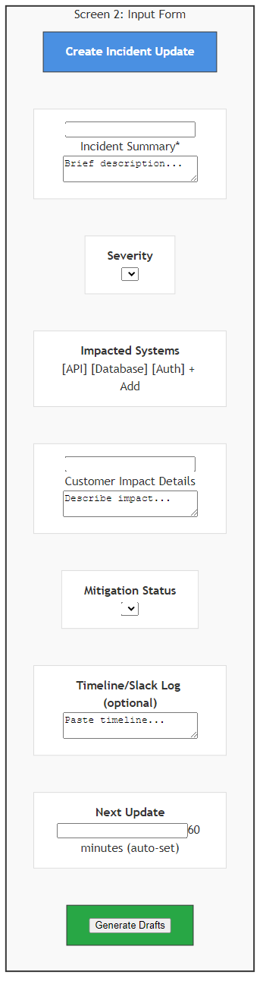 Screen 2: Input Form
Create Incident Update
Incident Summary*
Brief description...
Severity
Impacted Systems
[API] [Database] [Auth] +
Add
Customer Impact Details
Describe impact...
Mitigation Status
Timeline/Slack Log
(optional)
Paste timeline...
Next Update
60
minutes (auto-set)
Generate Drafts